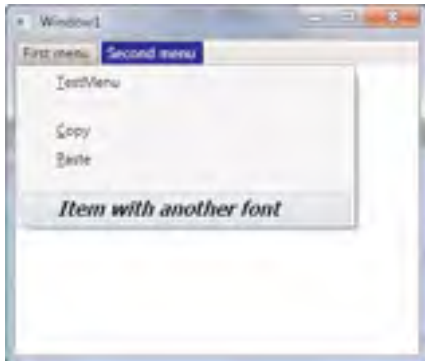 Window1
First menu Second menu
TestMenu
Copy
Paste
Item with another font